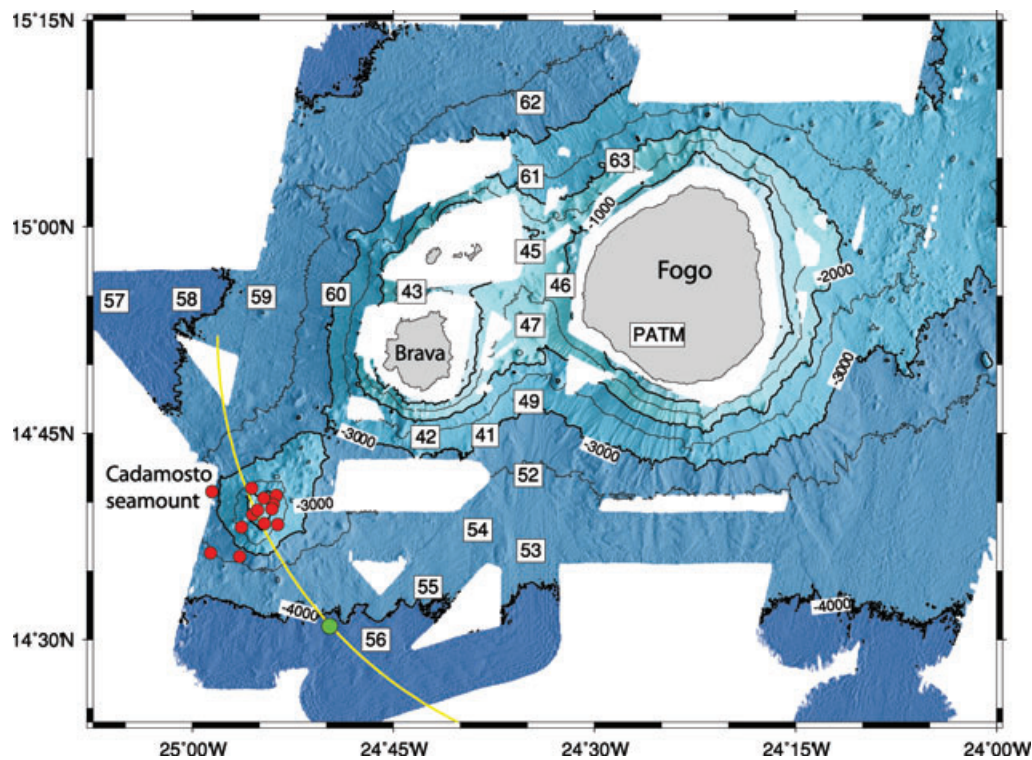 15°15'N
62
61
63
-1000
15°00'N
45
Fogo
-2000
57
58
59
60
43
46
47
PATM
Brava
-3000
49
14°45'N
-3000
42
41
-3000
Cadamosto
seamount
52
-3000
54
53
55
-4000
-4000
14°30'N
56
25°00'W
24°45'W
24°30'W
24°15'W
24°00'W